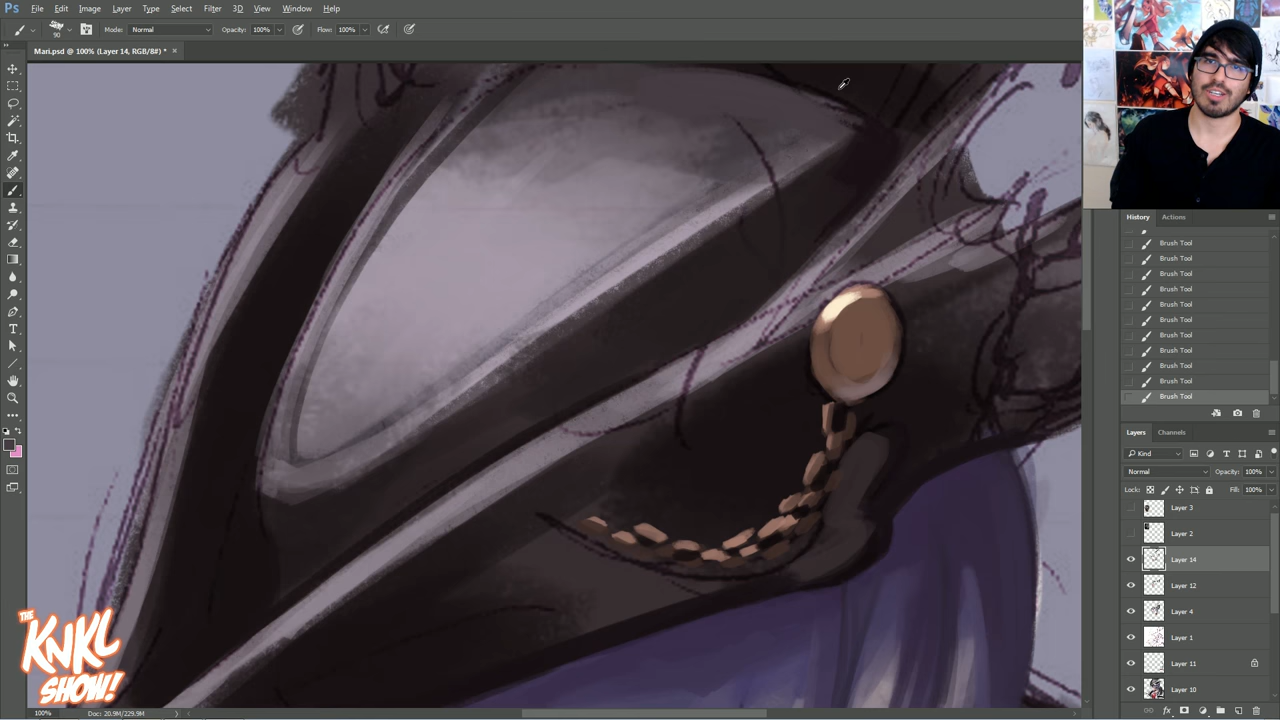 Ps File Edit Image Layer Type Select Filter 3D View Window Help
90 Mode: Normal Opacity: 100% Flow: 100%
Mari.psd @ 100% (Layer 14, RGB/8#) * ×
History Actions
Brush Tool
Brush Tool
Brush Tool
Brush Tool
Brush Tool
Brush Tool
Brush Tool
Brush Tool
Brush Tool
Brush Tool
Brush Tool
Layers Channels
Kind
Normal Opacity: 100%
Lock: Fill: 100%
Layer 3
Layer 2
Layer 14
Layer 12
Layer 4
Layer 1
Layer 11
Layer 10
THE
KNKL
SHOW!
100% Doc: 20.9M/229.9M